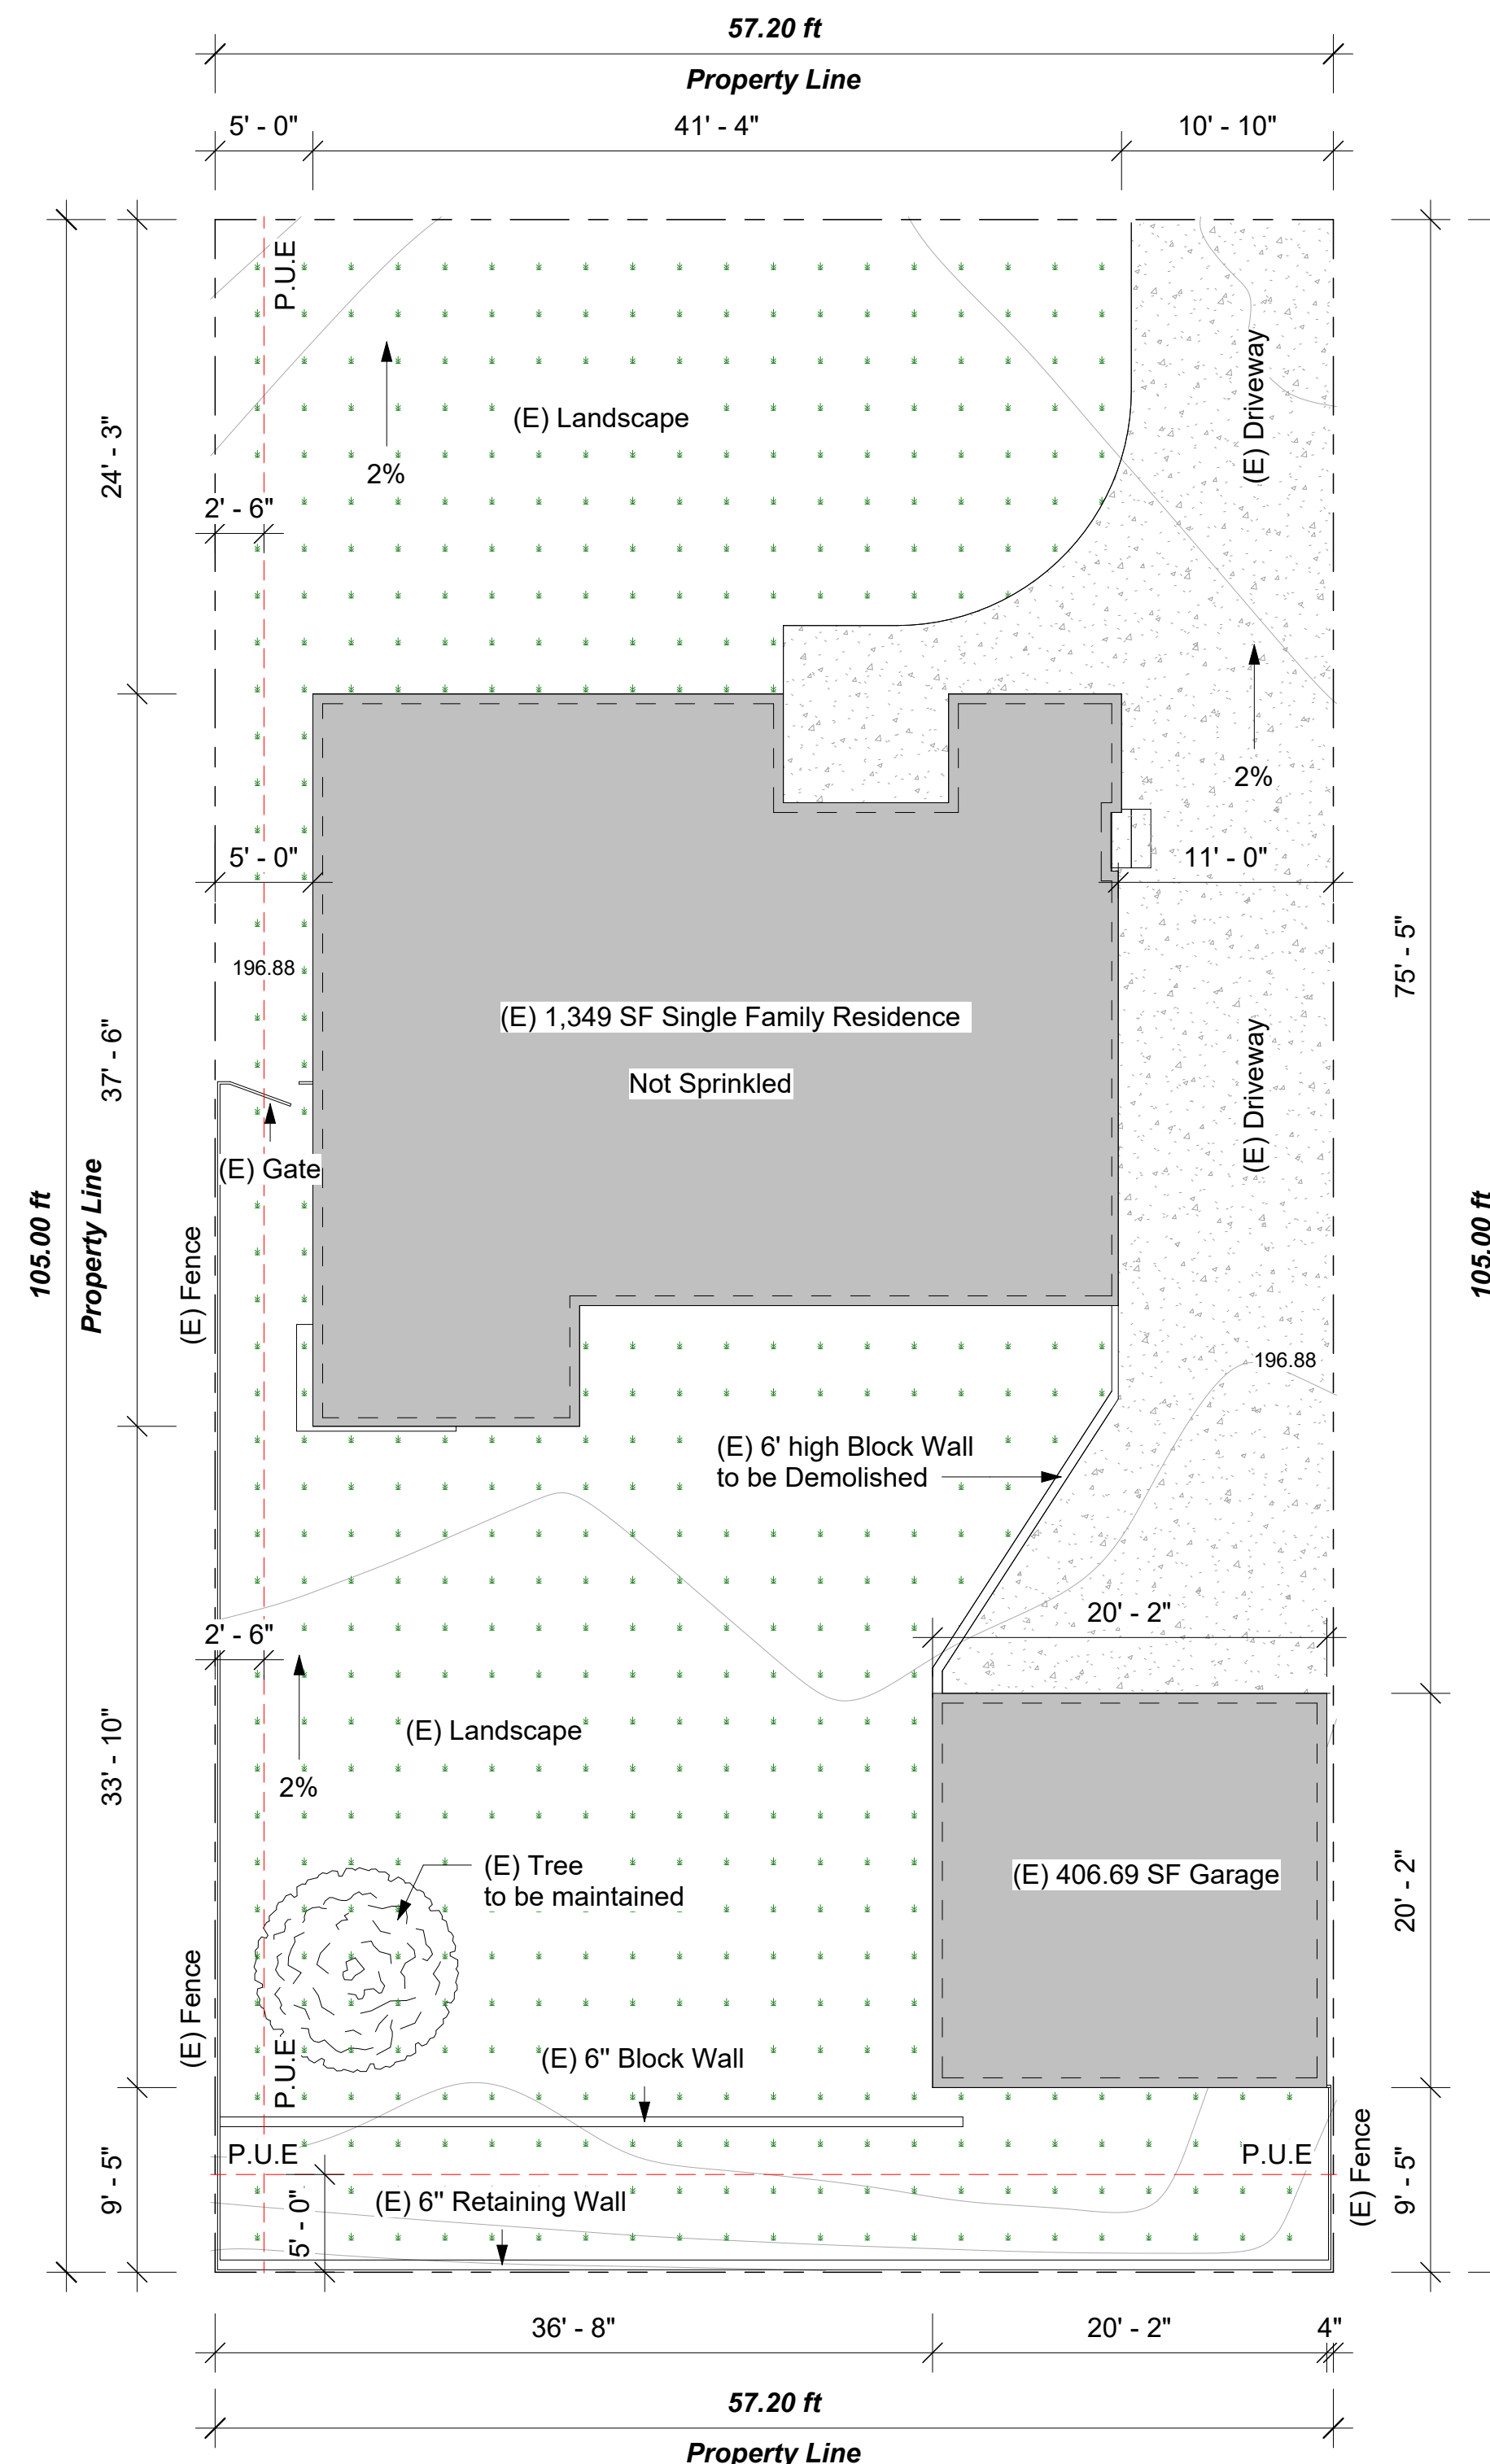 57.20 ft
Property Line
5' - 0"
41' - 4"
10' - 10"
P.U.E
(E) Landscape
(E) Driveway
24' - 3"
2%
2' - 6"
2%
5' - 0"
11' - 0"
75' - 5"
196.88
(E) 1,349 SF Single Family Residence
Not Sprinkled
37' - 6"
(E) Driveway
(E) Gate
105.00 ft
Property Line
(E) Fence
105.00 ft
196.88
(E) 6' high Block Wall
to be Demolished
20' - 2"
2' - 6"
(E) Landscape
33' - 10"
2%
(E) Tree
to be maintained
(E) 406.69 SF Garage
20' - 2"
(E) Fence
P.U.E
(E) 6" Block Wall
P.U.E
P.U.E
(E) Fence
9' - 5"
5' - 0"
(E) 6" Retaining Wall
9' - 5"
36' - 8"
20' - 2"
4"
57.20 ft
Property Line